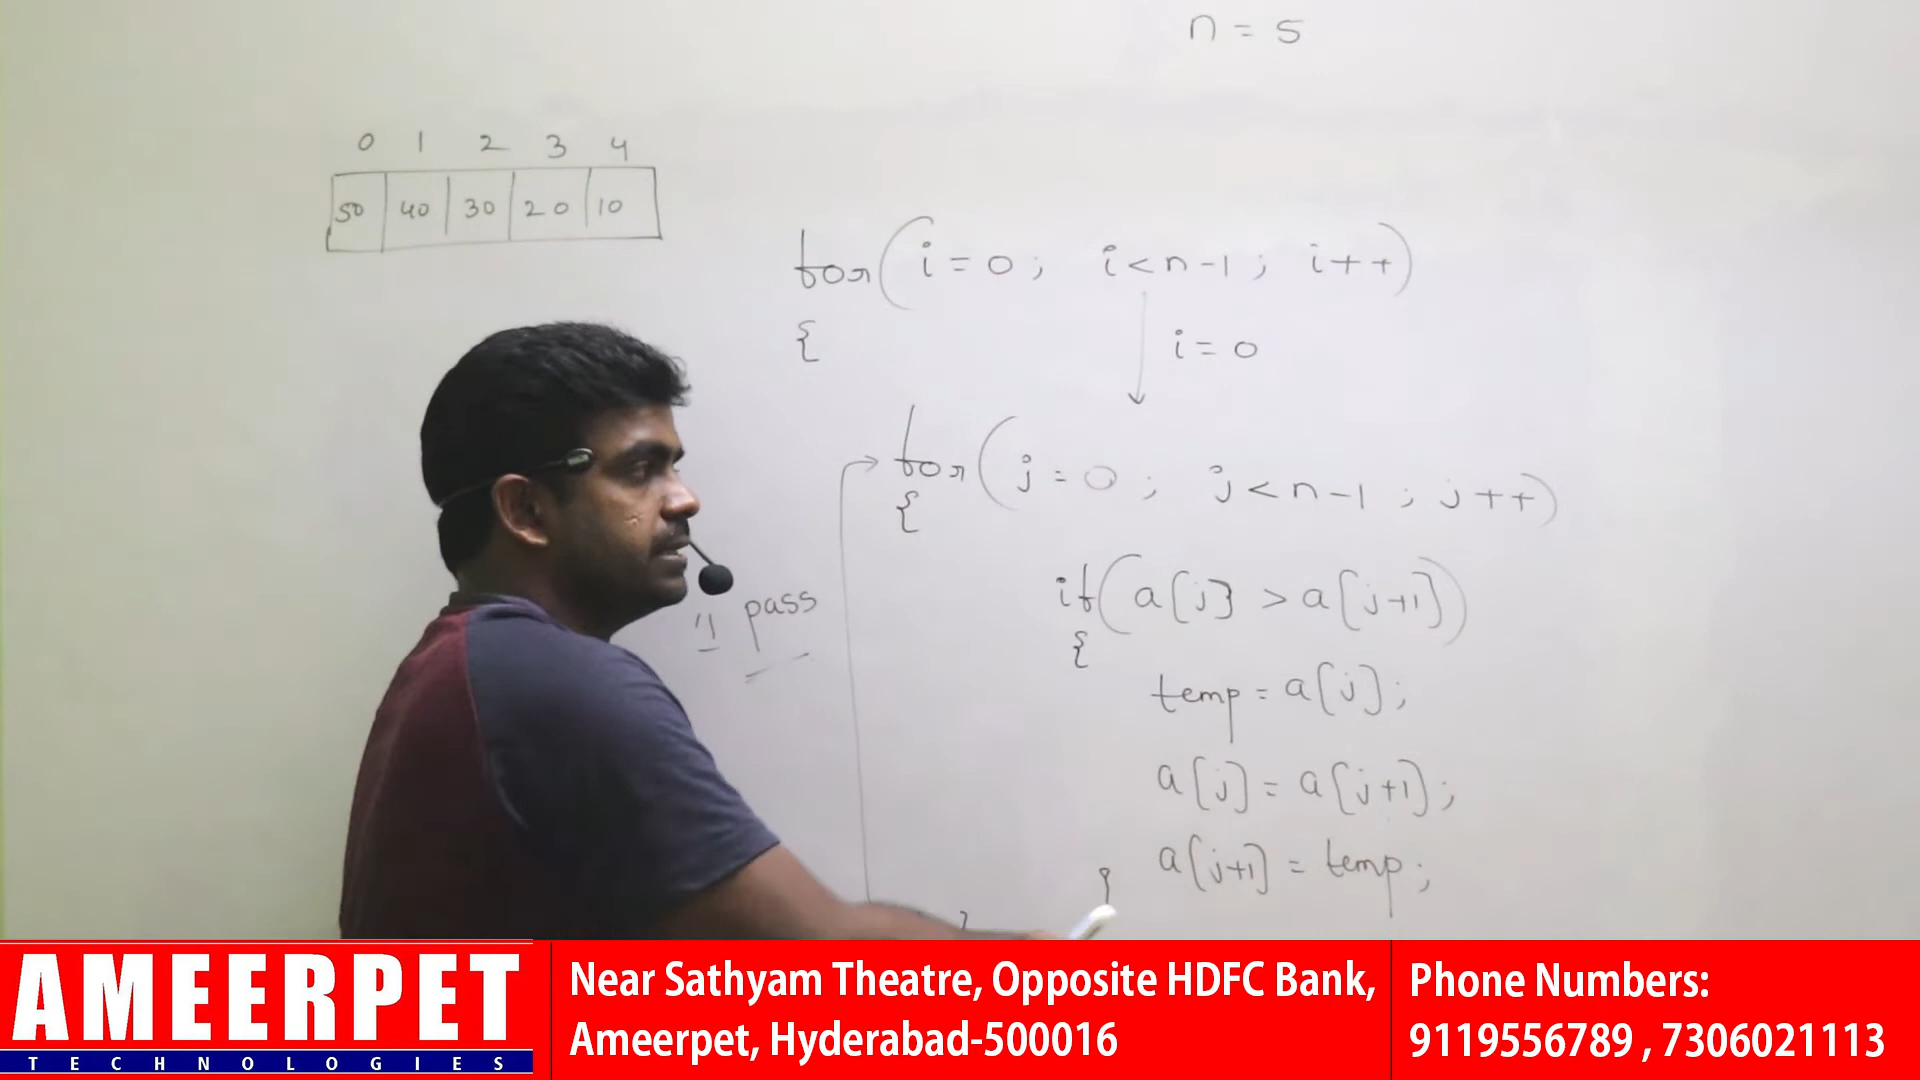 n = 5
0 1 2 3 4
50 40 30 20 10
for(i=0; i<n-1; i++)
{
i=0
for(j=0; j<n-1; j++)
{
if(a[j] > a[j+1])
{
1 pass
temp = a[j];
a[j] = a[j+1];
a[j+1] = temp;
}
}
AMEERPET
TECHNOLOGIES
Near Sathyam Theatre, Opposite HDFC Bank,
Ameerpet, Hyderabad-500016
Phone Numbers:
9119556789 , 7306021113